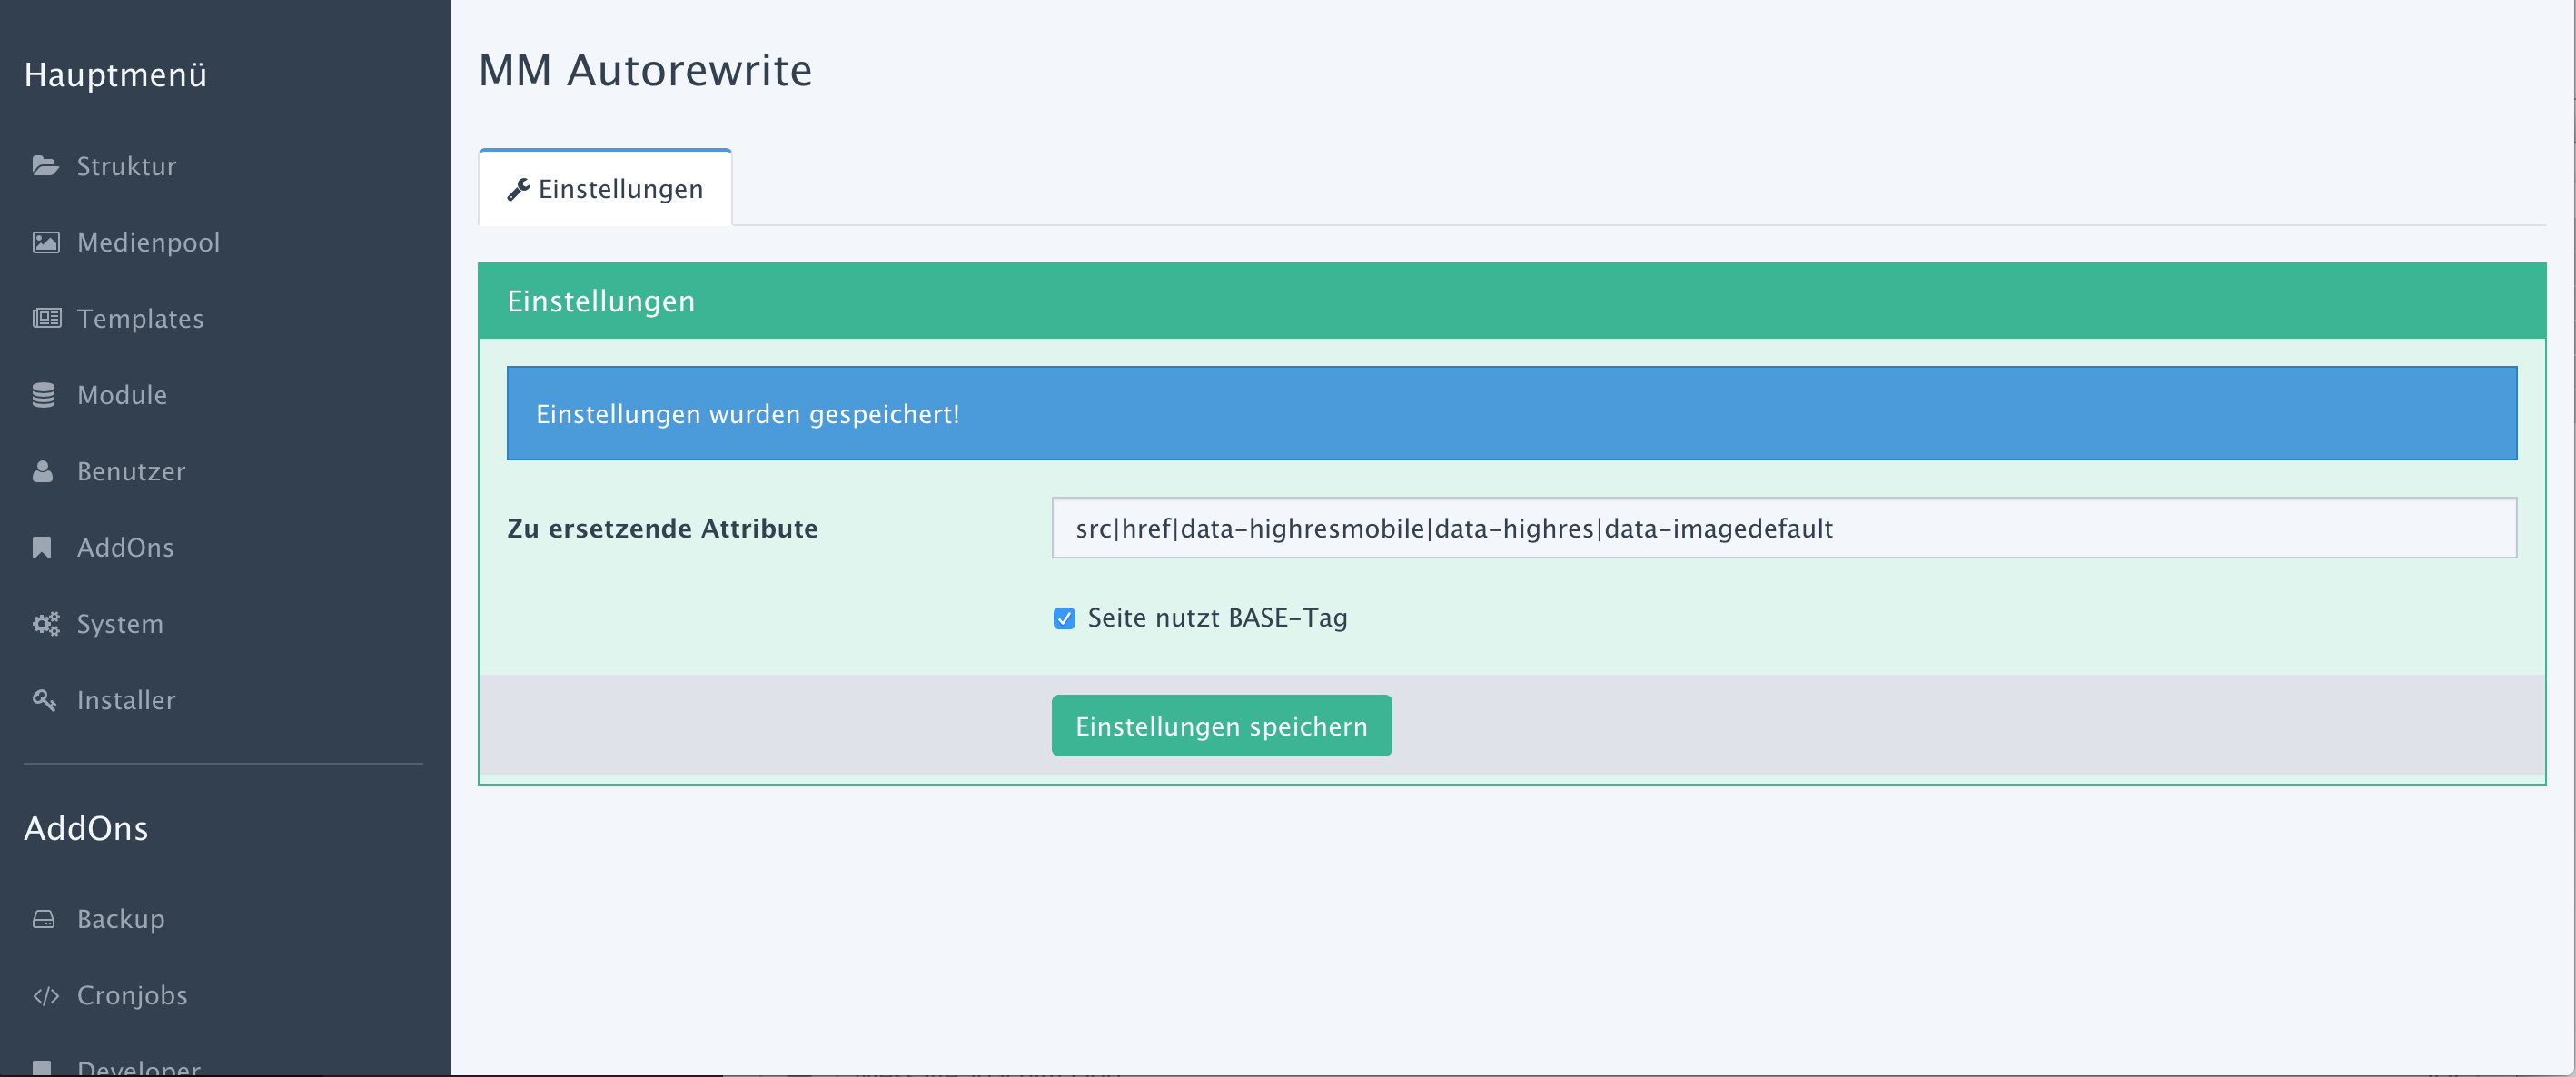 Hauptmenü
Struktur
Medienpool
Templates
Module
Benutzer
AddOns
System
Installer
AddOns
Backup
Cronjobs
Developer
MM Autorewrite
Einstellungen
Einstellungen
Einstellungen wurden gespeichert!
Zu ersetzende Attribute
src|href|data-highresmobile|data-highres|data-imagedefault
Seite nutzt BASE-Tag
Einstellungen speichern